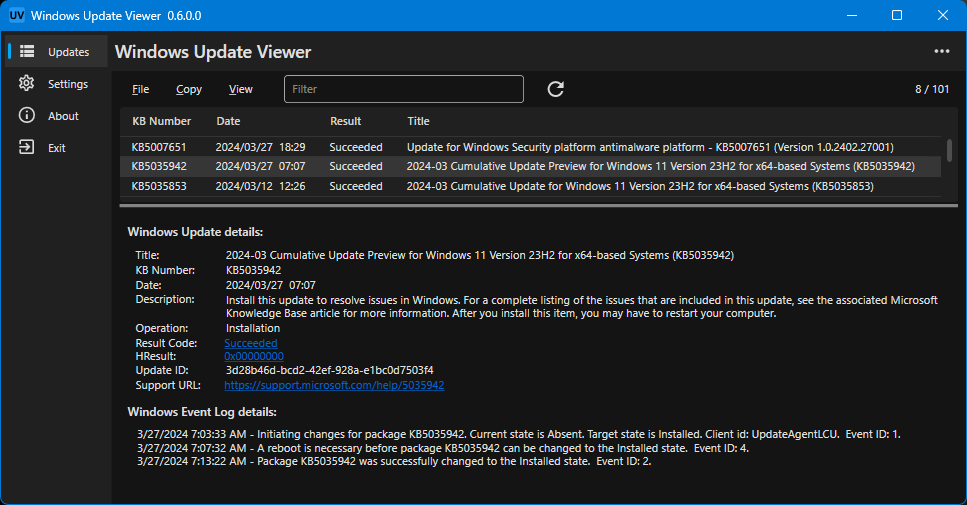 UV Windows Update Viewer 0.6.0.0
Updates
Settings
About
Exit
Windows Update Viewer
File Copy View Filter 8 / 101
KB Number Date Result Title
KB5007651 2024/03/27 18:29 Succeeded Update for Windows Security platform antimalware platform - KB5007651 (Version 1.0.2402.27001)
KB5035942 2024/03/27 07:07 Succeeded 2024-03 Cumulative Update Preview for Windows 11 Version 23H2 for x64-based Systems (KB5035942)
KB5035853 2024/03/12 12:26 Succeeded 2024-03 Cumulative Update for Windows 11 Version 23H2 for x64-based Systems (KB5035853)
Windows Update details:
Title: 2024-03 Cumulative Update Preview for Windows 11 Version 23H2 for x64-based Systems (KB5035942)
KB Number: KB5035942
Date: 2024/03/27 07:07
Description: Install this update to resolve issues in Windows. For a complete listing of the issues that are included in this update, see the associated Microsoft
Knowledge Base article for more information. After you install this item, you may have to restart your computer.
Operation: Installation
Result Code: Succeeded
HResult: 0x00000000
Update ID: 3d28b46d-bcd2-42ef-928a-e1bc0d7503f4
Support URL: https://support.microsoft.com/help/5035942
Windows Event Log details:
3/27/2024 7:03:33 AM - Initiating changes for package KB5035942. Current state is Absent. Target state is Installed. Client id: UpdateAgentLCU. Event ID: 1.
3/27/2024 7:07:32 AM - A reboot is necessary before package KB5035942 can be changed to the Installed state. Event ID: 4.
3/27/2024 7:13:22 AM - Package KB5035942 was successfully changed to the Installed state. Event ID: 2.